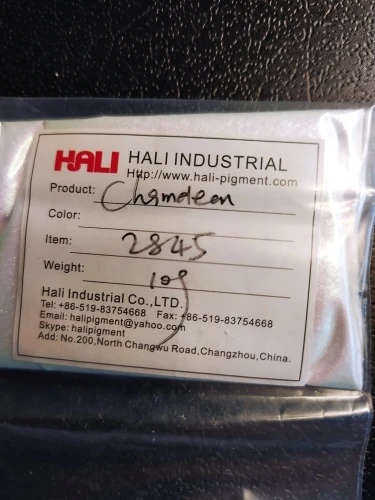 HALI HALI INDUSTRIAL
Http://www.hali-pigment.com
Product: Chamdeen
Color:
Item: 2845
Weight: 10g
Hali Industrial Co.,LTD.
Tel: +86-519-83754668 Fax: +86-519-83754668
Email: halipigment@yahoo.com
Skype: halipigment
Add: No.200,North Changwu Road,Changzhou,China.